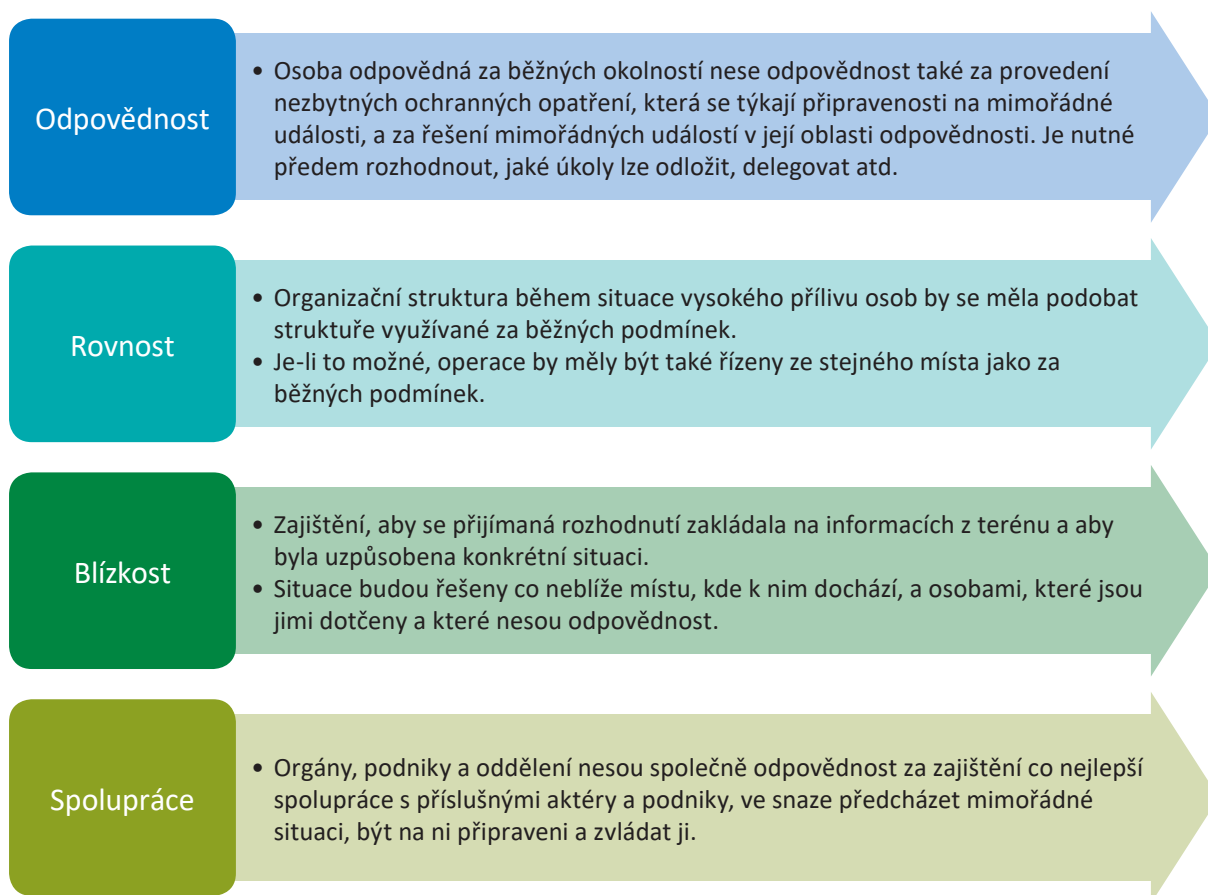 Odpovědnost
• Osoba odpovědná za běžných okolností nese odpovědnost také za provedení
nezbytných ochranných opatření, která se týkají připravenosti na mimořádné
události, a za řešení mimořádných událostí v její oblasti odpovědnosti. Je nutné
předem rozhodnout, jaké úkoly lze odložit, delegovat atd.
Rovnost
• Organizační struktura během situace vysokého přílivu osob by se měla podobat
struktuře využívané za běžných podmínek.
• Je-li to možné, operace by měly být také řízeny ze stejného místa jako za
běžných podmínek.
Blízkost
• Zajištění, aby se přijímaná rozhodnutí zakládala na informacích z terénu a aby
byla uzpůsobena konkrétní situaci.
• Situace budou řešeny co neblíže místu, kde k nim dochází, a osobami, které jsou
jimi dotčeny a které nesou odpovědnost.
Spolupráce
• Orgány, podniky a oddělení nesou společně odpovědnost za zajištění co nejlepší
spolupráce s příslušnými aktéry a podniky, ve snaze předcházet mimořádné
situaci, být na ni připraveni a zvládat ji.